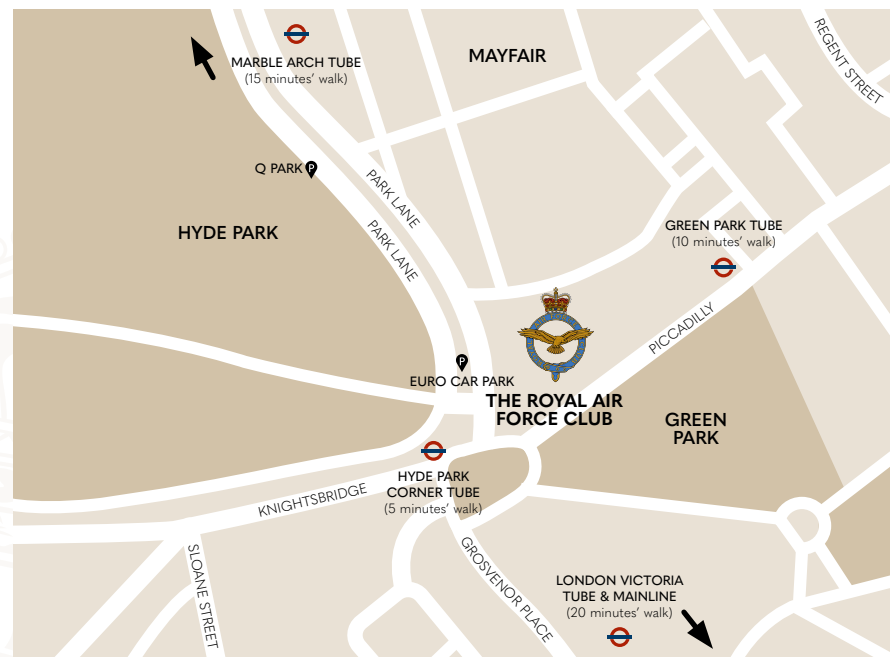 MARBLE ARCH TUBE
(15 minutes' walk)
MAYFAIR
REGENT STREET
Q PARK
P
PARK LANE
PARK LANE
HYDE PARK
GREEN PARK TUBE
(10 minutes' walk)
PICCADILLY
P
EURO CAR PARK
THE ROYAL AIR
FORCE CLUB
GREEN
PARK
HYDE PARK
CORNER TUBE
(5 minutes' walk)
KNIGHTSBRIDGE
SLOANE STREET
GROSVENOR PLACE
LONDON VICTORIA
TUBE & MAINLINE
(20 minutes' walk)